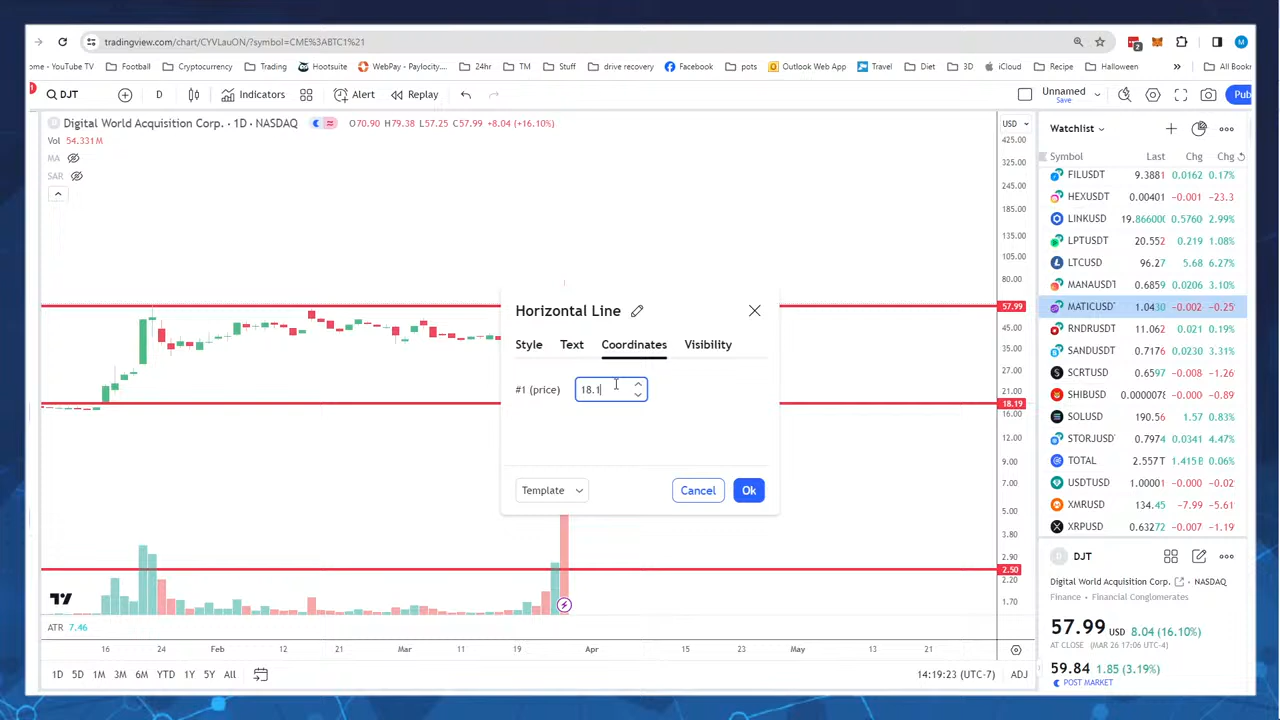 tradingview.com/chart/CYVLauON/?symbol=CME%3ABTC1%21
2
M
ome - YouTube TV Football Cryptocurrency Trading Hootsuite WebPay - Paylocity... 24hr TM Stuff drive recovery Facebook pots Outlook Web App Travel Diet 3D iCloud Recipe Halloween » All Bookr
DJT D Indicators Alert Replay Unnamed Save Pub
D Digital World Acquisition Corp. · 1D · NASDAQ O70.90 H79.38 L57.25 C57.99 +8.04 (+16.10%)
Vol 54.331M
MA
SAR
USD
425.00
325.00
245.00
185.00
135.00
105.00
80.00
57.99
45.00
35.00
27.00
21.00
18.19
16.00
12.00
9.00
7.00
5.00
3.80
2.90
2.50
2.20
1.70
Horizontal Line
Style Text Coordinates Visibility
#1 (price) 18.1
Template Cancel Ok
ATR 7.46
16 24 Feb 12 21 Mar 11 19 Apr 15 23 May 13 21
1D 5D 1M 3M 6M YTD 1Y 5Y All 14:19:23 (UTC-7) ADJ
Watchlist
Symbol Last Chg Chg
FILUSDT 9.3881 0.0162 0.17%
HEXUSDT 0.00401 -0.001 -23.3
LINKUSD 19.866000 0.5760 2.99%
LPTUSDT 20.552 0.219 1.08%
LTCUSD 96.27 5.68 6.27%
MANAUSDT 0.6859 0.0206 3.10%
MATICUSDT 1.0430 -0.002 -0.25
RNDRUSDT 11.062 0.021 0.19%
SANDUSDT 0.7176 0.0230 3.31%
SCRTUSD 0.6597 -0.008 -1.26
SHIBUSD 0.0000078 -0.000 -0.89
SOLUSD 190.56 1.57 0.83%
STORJUSD 0.7974 0.0341 4.47%
TOTAL 2.557T 1.415B 0.06%
USDTUSD 1.00001 -0.000 -0.02
XMRUSD 134.45 -7.99 -5.61
XRPUSD 0.63272 -0.007 -1.19
D DJT
Digital World Acquisition Corp. NASDAQ
Finance · Financial Conglomerates
57.99 USD 8.04 (16.10%)
AT CLOSE (MAR 26 17:06 UTC-4)
59.84 1.85 (3.19%)
POST MARKET